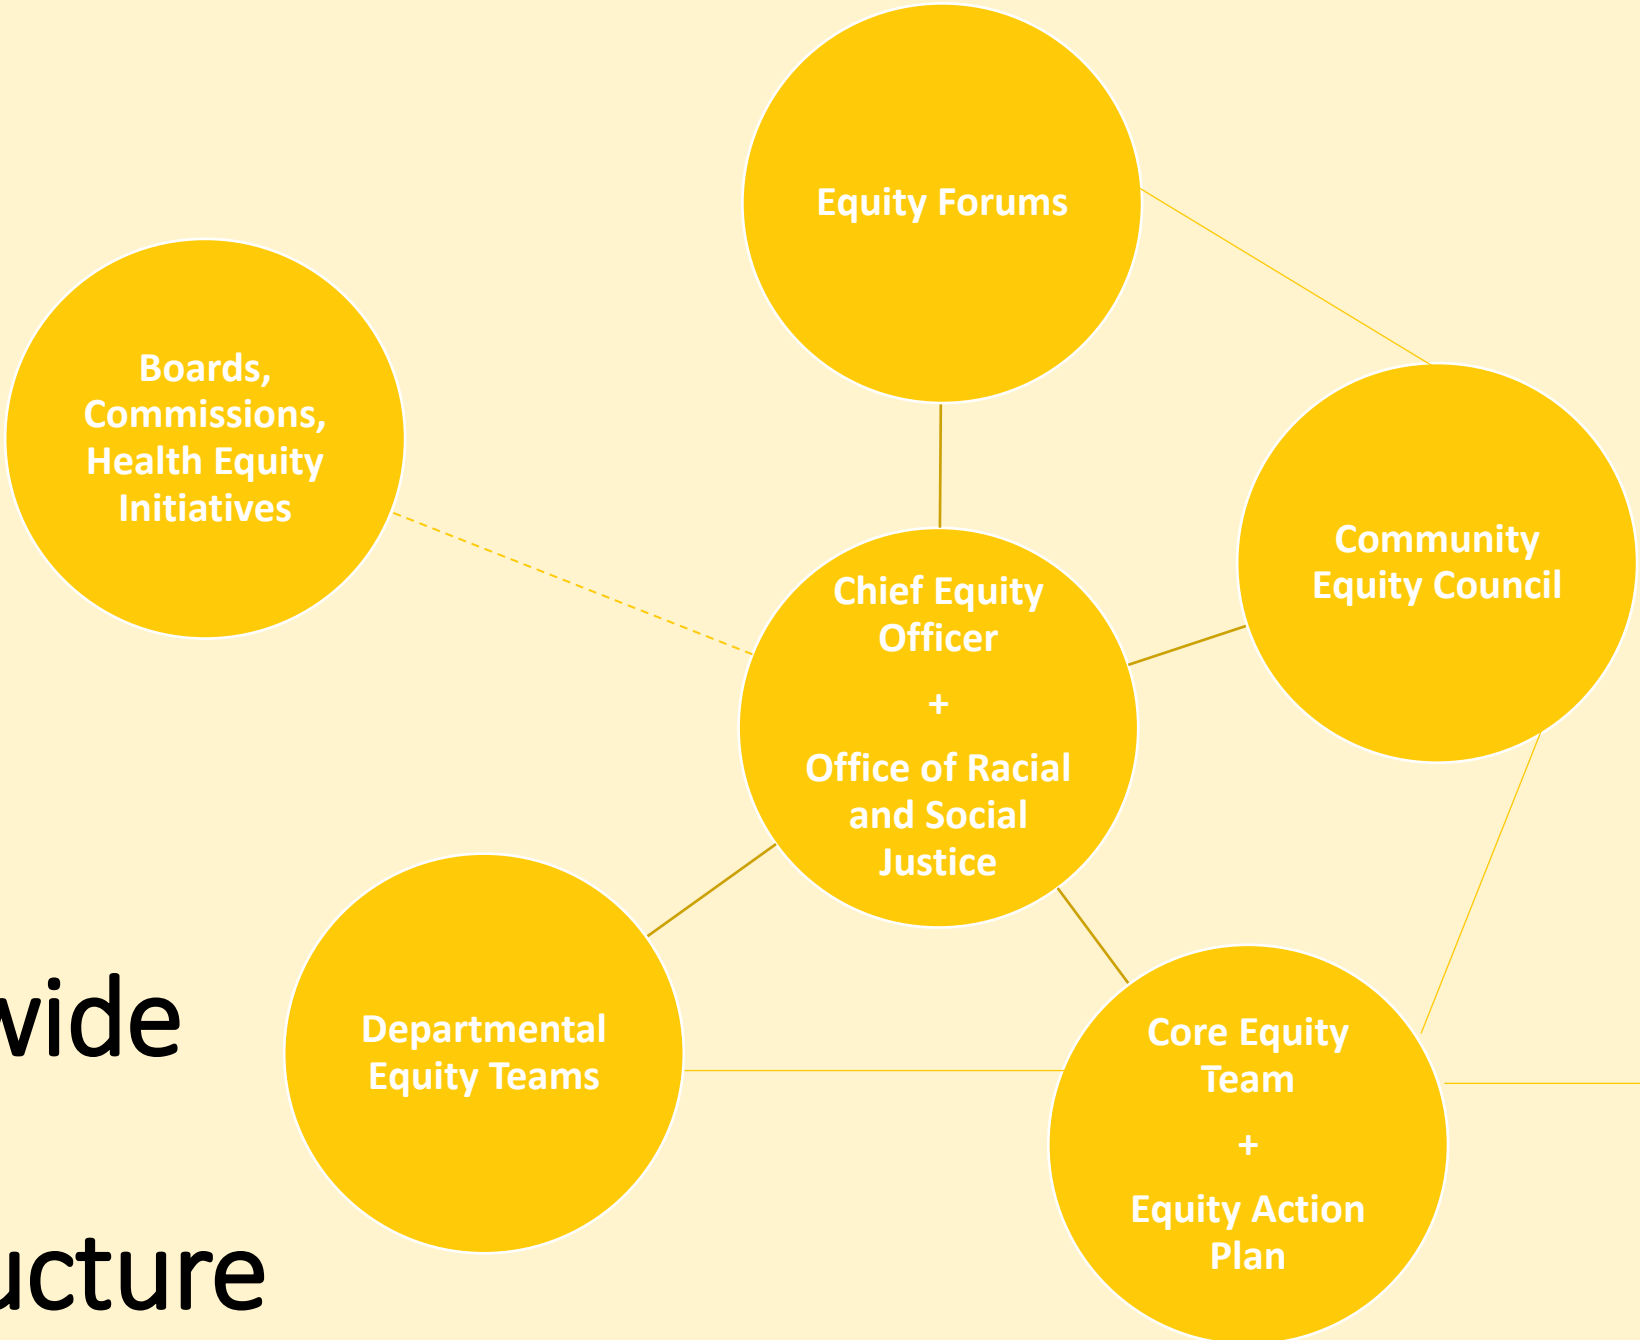 Equity Forums
Boards,
Commissions,
Health Equity
Initiatives
Community
Equity Council
Chief Equity
Officer
+
Office of Racial
and Social
Justice
Departmental
Equity Teams
Core Equity
Team
+
Equity Action
Plan
wide
ucture